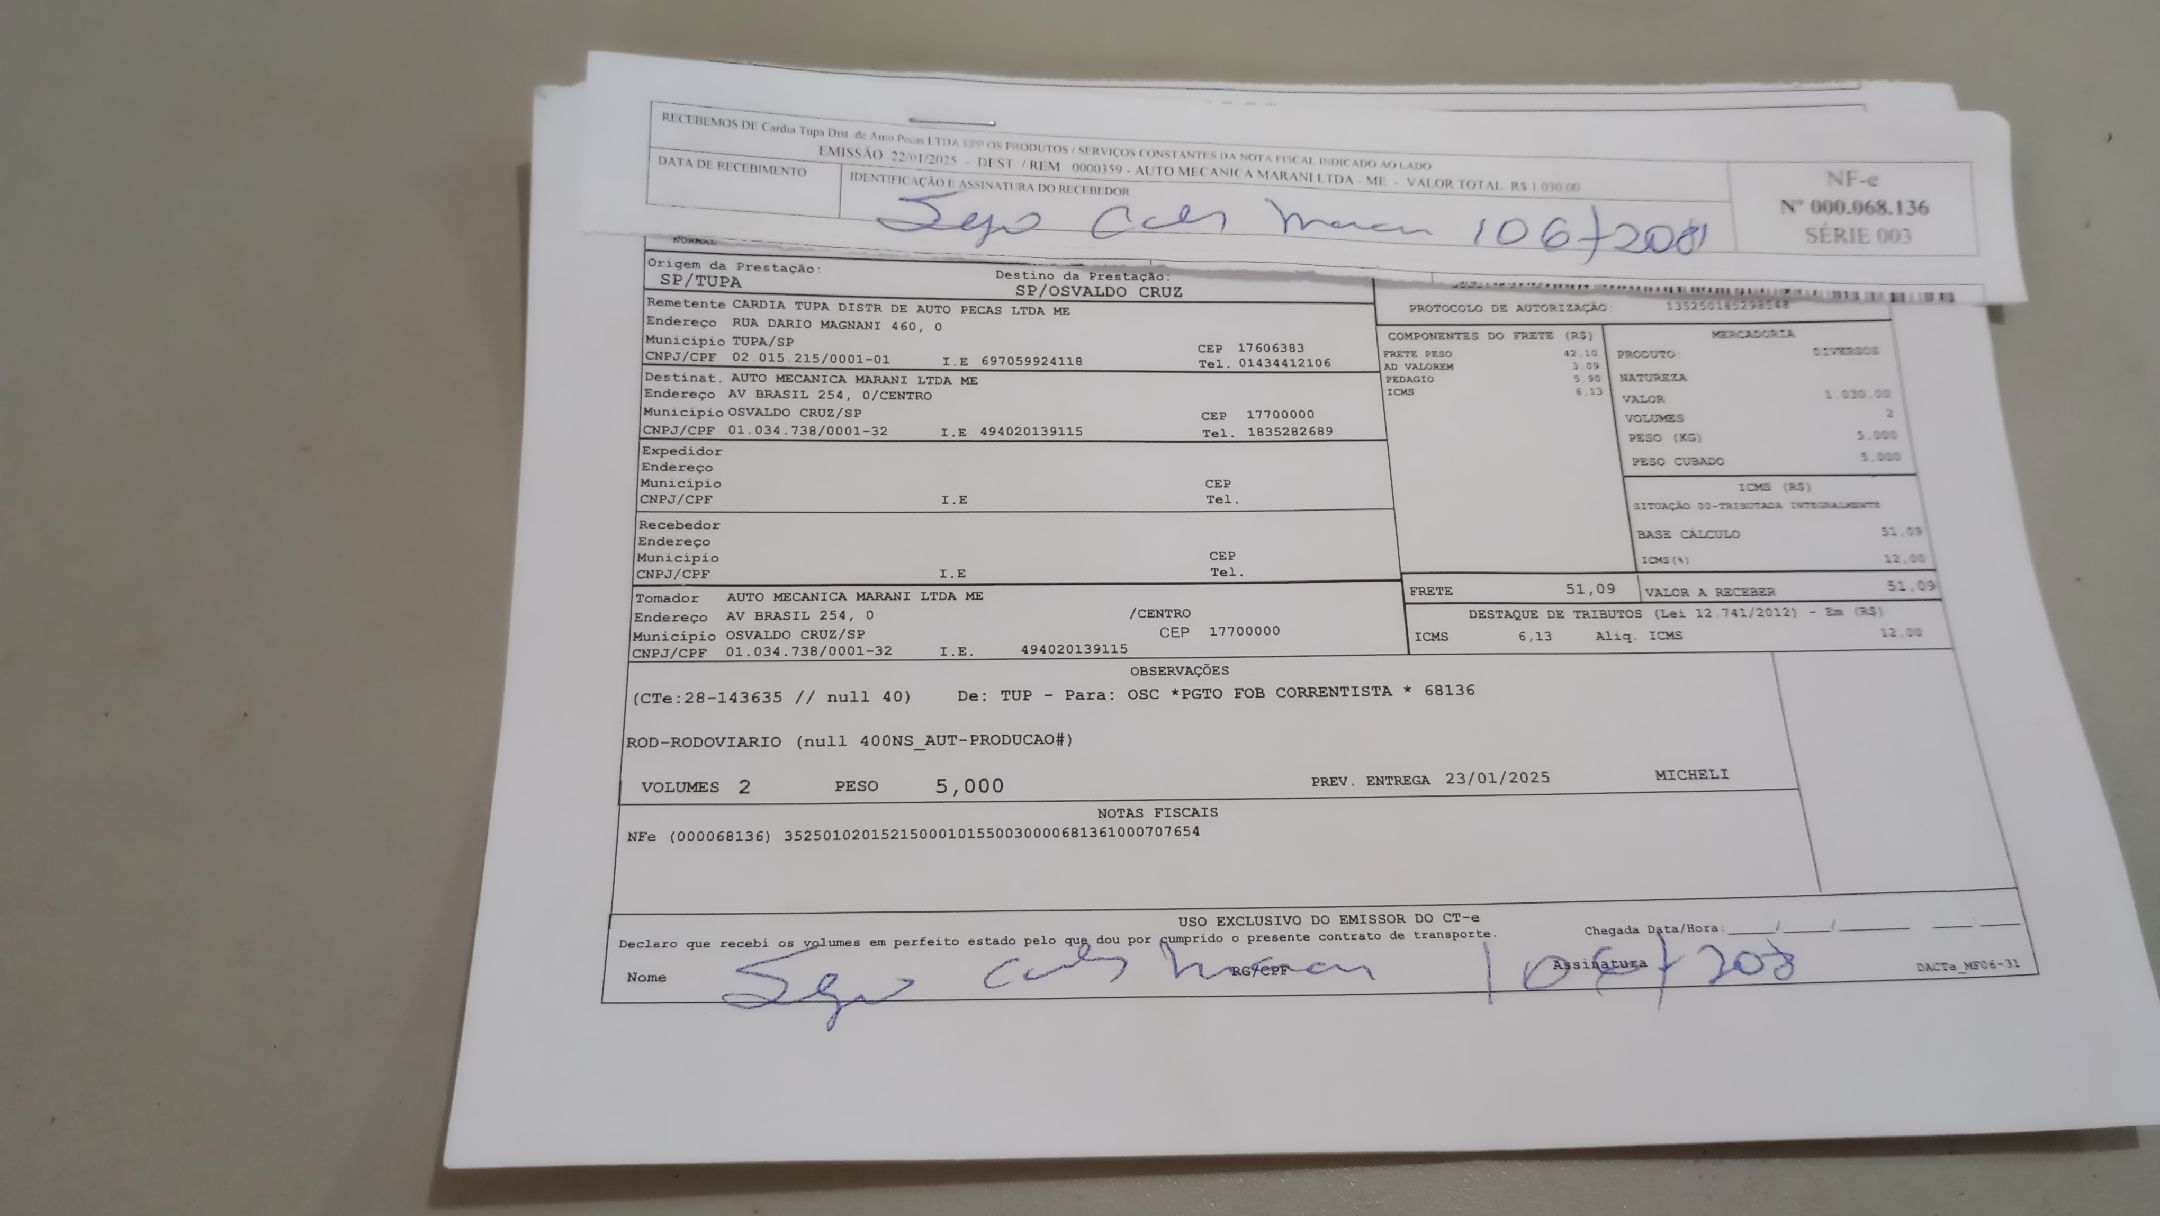 RECEBEMOS DE Cardia Tupa Dist. de Auto Pecas LTDA EPP OS PRODUTOS / SERVIÇOS CONSTANTES DA NOTA FISCAL INDICADO AO LADO
EMISSÃO 22/01/2025 - DEST / REM 0000359 - AUTO MECANICA MARANI LTDA - ME - VALOR TOTAL R$ 1.030,00
DATA DE RECEBIMENTO
IDENTIFICAÇÃO E ASSINATURA DO RECEBEDOR
NF-e
Nº 000.068.136
SÉRIE 003
NORMAL
Origem da Prestação:
SP/TUPA
Destino da Prestação:
SP/OSVALDO CRUZ
Remetente CARDIA TUPA DISTR DE AUTO PECAS LTDA ME
Endereço RUA DARIO MAGNANI 460, 0
Município TUPA/SP CEP 17606383
CNPJ/CPF 02.015.215/0001-01 I.E 697059924118 Tel. 01434412106
Destinat. AUTO MECANICA MARANI LTDA ME
Endereço AV BRASIL 254, 0/CENTRO
Município OSVALDO CRUZ/SP CEP 17700000
CNPJ/CPF 01.034.738/0001-32 I.E 494020139115 Tel. 1835282689
Expedidor
Endereço
Município CEP
CNPJ/CPF I.E Tel.
Recebedor
Endereço
Município CEP
CNPJ/CPF I.E Tel.
Tomador AUTO MECANICA MARANI LTDA ME
Endereço AV BRASIL 254, 0 /CENTRO
Município OSVALDO CRUZ/SP CEP 17700000
CNPJ/CPF 01.034.738/0001-32 I.E. 494020139115
PROTOCOLO DE AUTORIZAÇÃO:
COMPONENTES DO FRETE (R$)
FRETE PESO 42,10
AD VALOREM 3,09
PEDAGIO
ICMS 6,13
MERCADORIA
PRODUTO: DIVERSOS
NATUREZA
VALOR 1.030,00
VOLUMES 2
PESO (KG) 5,000
PESO CUBADO 5,000
ICMS (R$)
SITUAÇÃO 00-TRIBUTADA INTEGRALMENTE
BASE CÁLCULO 51,09
ICMS(%) 12,00
FRETE 51,09 VALOR A RECEBER 51,09
DESTAQUE DE TRIBUTOS (Lei 12.741/2012) - Em (R$)
ICMS 6,13 Aliq. ICMS 12,00
OBSERVAÇÕES
(CTe:28-143635 // null 40) De: TUP - Para: OSC *PGTO FOB CORRENTISTA * 68136
ROD-RODOVIARIO (null 400NS_AUT-PRODUCAO#)
VOLUMES 2 PESO 5,000 PREV. ENTREGA 23/01/2025 MICHELI
NOTAS FISCAIS
NFe (000068136) 35250102015215000101550030000681361000707654
USO EXCLUSIVO DO EMISSOR DO CT-e
Declaro que recebi os volumes em perfeito estado pelo que dou por cumprido o presente contrato de transporte.
Chegada Data/Hora:____/____/______ ____:____
Nome RG/CPF Assinatura DACTe_MF06-31